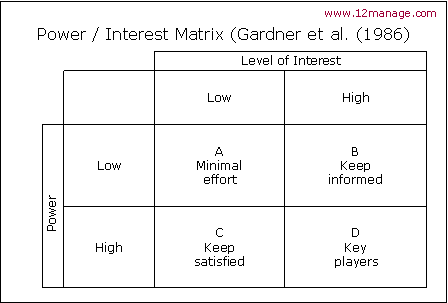 www.12manage.com
Power / Interest Matrix (Gardner et al. (1986)
Level of Interest
Low
High
Power
Low
A
Minimal
effort
B
Keep
informed
High
C
Keep
satisfied
D
Key
players